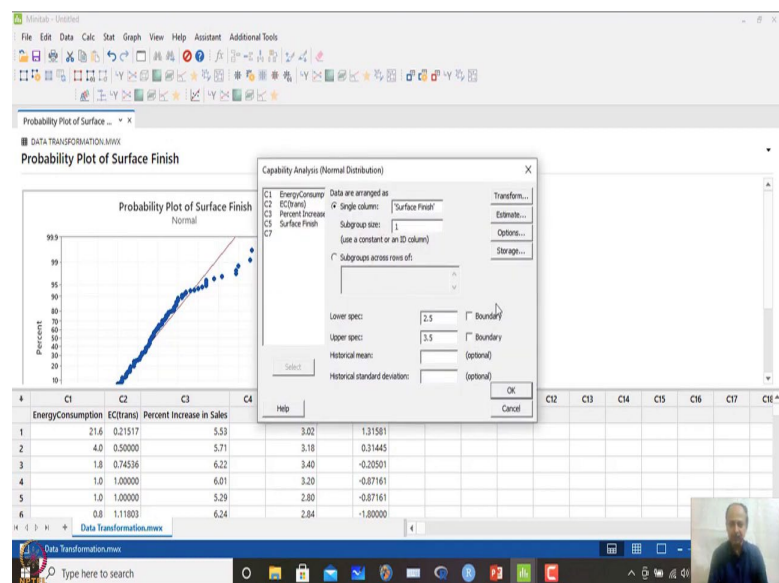 Minitab - Untitled
File Edit Data Calc Stat Graph View Help Assistant Additional Tools
Probability Plot of Surface ...
DATA TRANSFORMATION.MWX
Probability Plot of Surface Finish
Probability Plot of Surface Finish
Normal
99.9
99
95
90
80
70
60
50
40
30
20
10
Percent
Capability Analysis (Normal Distribution)
C1 EnergyConsump
C2 EC(trans)
C3 Percent Increase
C5 Surface Finish
C7
Data are arranged as
Single column: 'Surface Finish'
Subgroup size: 1
(use a constant or an ID column)
Subgroups across rows of:
Transform...
Estimate...
Options...
Storage...
Lower spec: 2.5 Boundary
Upper spec: 3.5 Boundary
Historical mean: (optional)
Historical standard deviation: (optional)
Select
Help
OK
Cancel
C1 C2 C3 C4 C12 C13 C14 C15 C16 C17 C18
EnergyConsumption EC(trans) Percent Increase in Sales
1 21.6 0.21517 5.53 3.02 1.31581
2 4.0 0.50000 5.71 3.18 0.31445
3 1.8 0.74536 6.22 3.40 -0.20501
4 1.0 1.00000 6.01 3.20 -0.87161
5 1.0 1.00000 5.29 2.80 -0.87161
6 0.8 1.11803 6.24 2.84 -1.80000
Data Transformation.mwx
Data Transformation.mwx
Type here to search
NPTEL